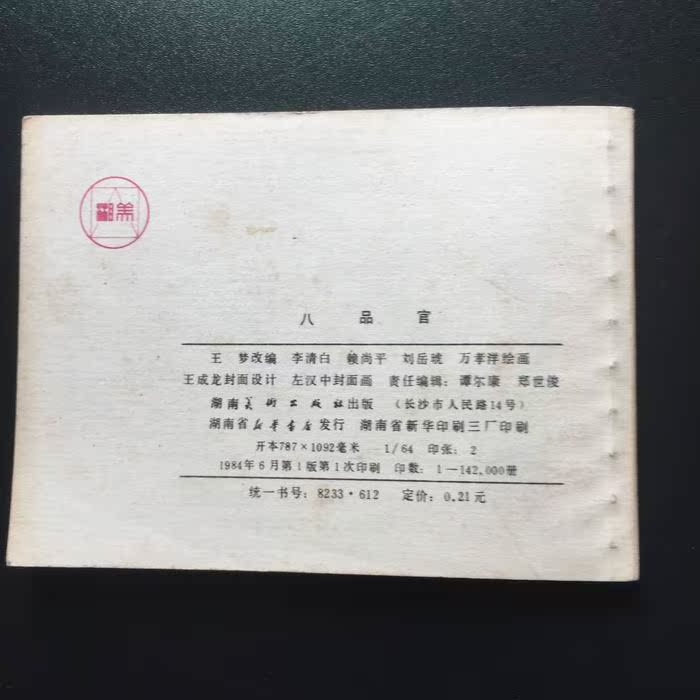 湘美
八品官
王 梦改编 李清白 赖尚平 刘岳琥 万孝洋绘画
王成龙封面设计 左汉中封面画 责任编辑：谭尔康 郑世俊
湖南美术出版社出版 （长沙市人民路14号）
湖南省新华书店发行 湖南省新华印刷三厂印刷
开本787×1092毫米 1/64 印张：2
1984年6月第1版第1次印刷 印数：1—142,000册
统一书号：8233·612 定价：0.21元